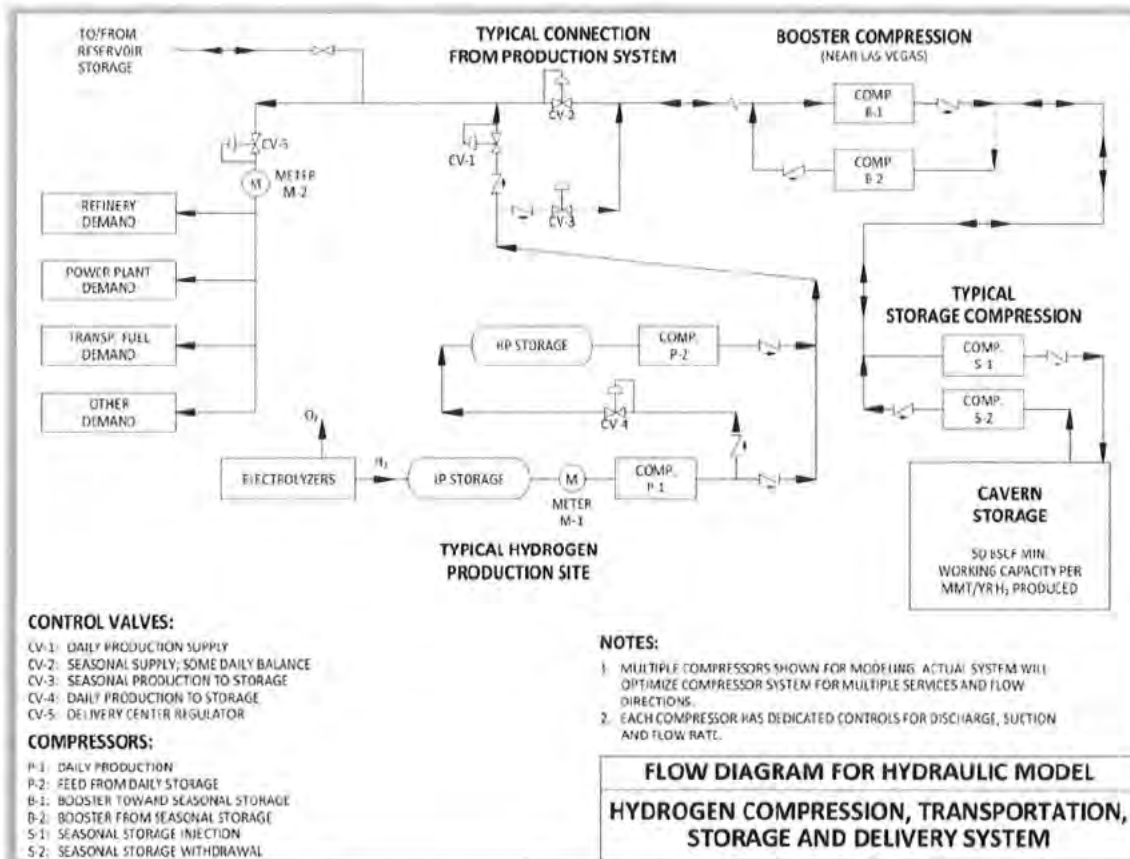 TO/FROM
RESERVOIR
STORAGE
TYPICAL CONNECTION
FROM PRODUCTION SYSTEM
BOOSTER COMPRESSION
(NEAR LAS VEGAS)
COMP.
B-1
COMP.
B-2
CV-2
CV-1
CV-3
CV-5
M
METER
M-2
REFINERY
DEMAND
POWER PLANT
DEMAND
TRANSP. FUEL
DEMAND
OTHER
DEMAND
TYPICAL
STORAGE COMPRESSION
COMP.
S-1
COMP.
S-2
HP STORAGE
COMP.
P-2
CV-4
O₂
ELECTROLYZERS
H₂
LP STORAGE
M
METER
M-1
COMP.
P-1
TYPICAL HYDROGEN
PRODUCTION SITE
CAVERN
STORAGE
50 BSCF MIN
WORKING CAPACITY PER
MMT/YR H₂ PRODUCED
CONTROL VALVES:
CV-1: DAILY PRODUCTION SUPPLY
CV-2: SEASONAL SUPPLY; SOME DAILY BALANCE
CV-3: SEASONAL PRODUCTION TO STORAGE
CV-4: DAILY PRODUCTION TO STORAGE
CV-5: DELIVERY CENTER REGULATOR
COMPRESSORS:
P-1: DAILY PRODUCTION
P-2: FEED FROM DAILY STORAGE
B-1: BOOSTER TOWARD SEASONAL STORAGE
B-2: BOOSTER FROM SEASONAL STORAGE
S-1: SEASONAL STORAGE INJECTION
S-2: SEASONAL STORAGE WITHDRAWAL
NOTES:
1. MULTIPLE COMPRESSORS SHOWN FOR MODELING. ACTUAL SYSTEM WILL
OPTIMIZE COMPRESSOR SYSTEM FOR MULTIPLE SERVICES AND FLOW
DIRECTIONS.
2. EACH COMPRESSOR HAS DEDICATED CONTROLS FOR DISCHARGE, SUCTION
AND FLOW RATE.
FLOW DIAGRAM FOR HYDRAULIC MODEL
HYDROGEN COMPRESSION, TRANSPORTATION,
STORAGE AND DELIVERY SYSTEM